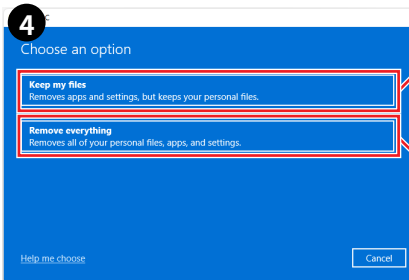 4
Choose an option
Keep my files
Removes apps and settings, but keeps your personal files.
Remove everything
Removes all of your personal files, apps, and settings.
Help me choose
Cancel